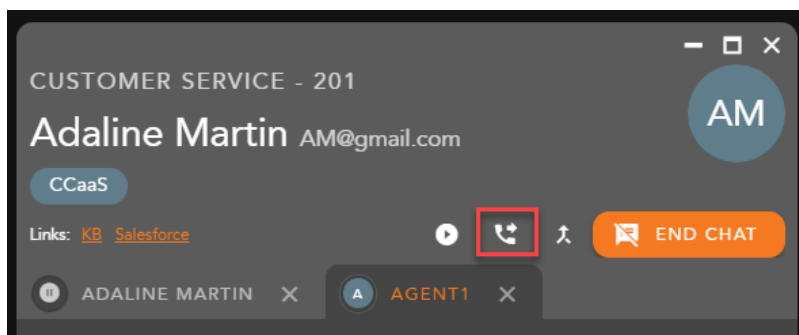 CUSTOMER SERVICE - 201
Adaline Martin AM@gmail.com
AM
CCaaS
Links: KB Salesforce
END CHAT
ADALINE MARTIN
A AGENT1